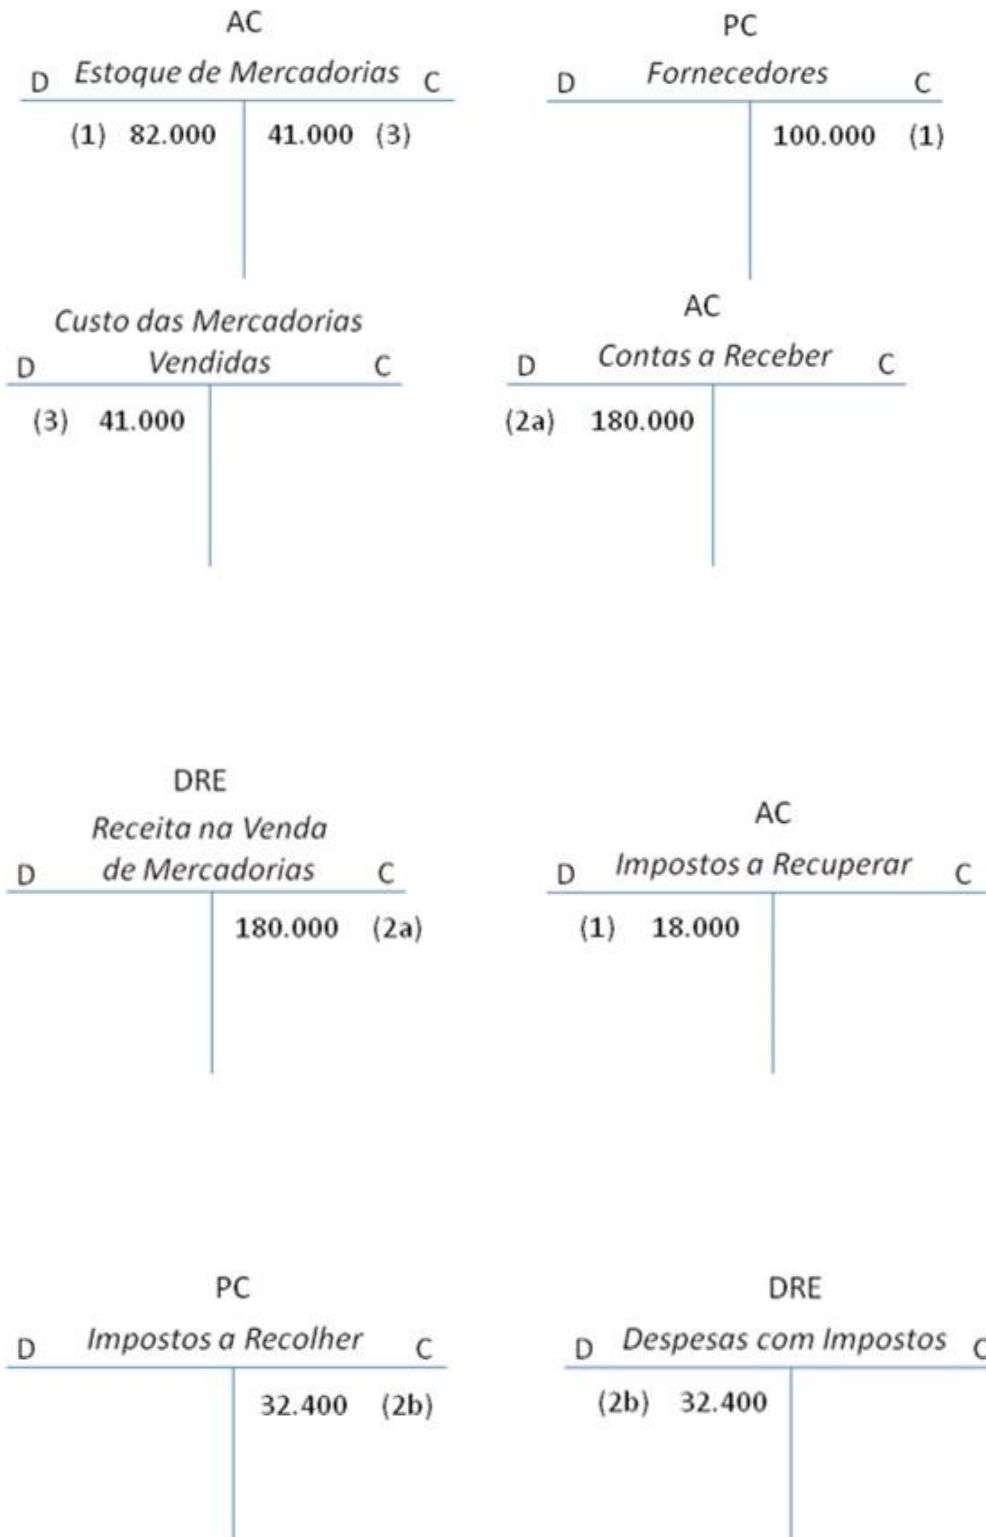 AC
D Estoque de Mercadorias C
(1) 82.000 41.000 (3)
PC
D Fornecedores C
100.000 (1)
Custo das Mercadorias
D Vendidas C
(3) 41.000
AC
D Contas a Receber C
(2a) 180.000
DRE
Receita na Venda
D de Mercadorias C
180.000 (2a)
AC
D Impostos a Recuperar C
(1) 18.000
PC
D Impostos a Recolher C
32.400 (2b)
DRE
D Despesas com Impostos C
(2b) 32.400